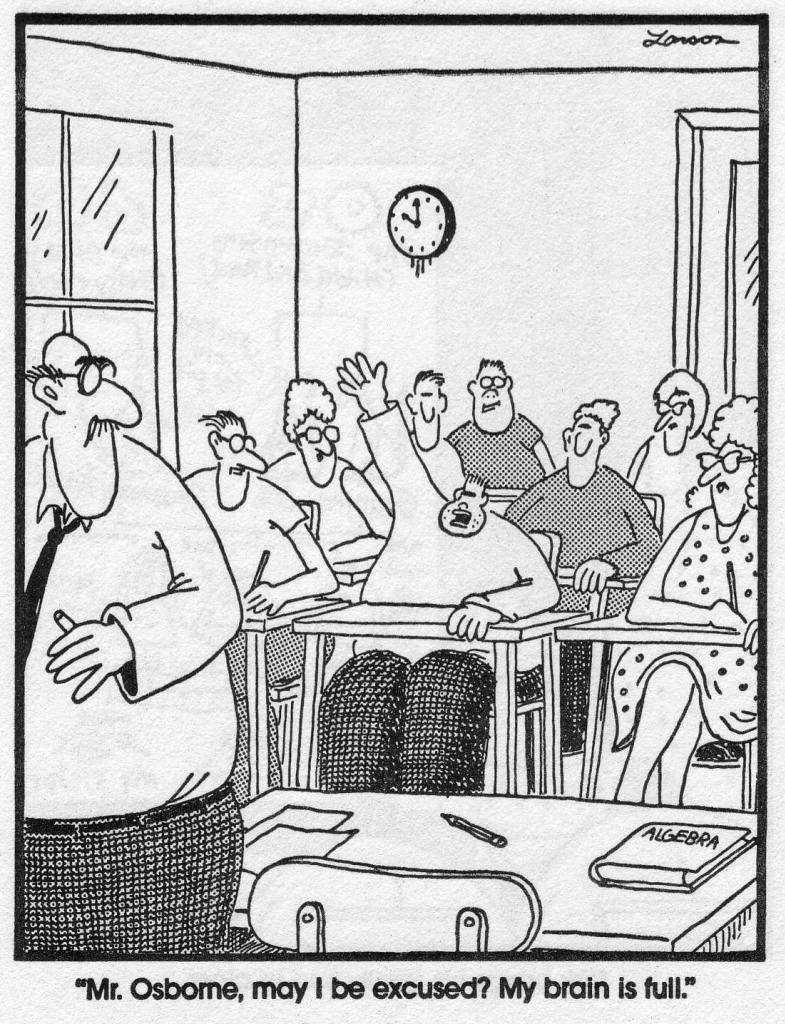 Larson
ALGEBRA
"Mr. Osborne, may I be excused? My brain is full."